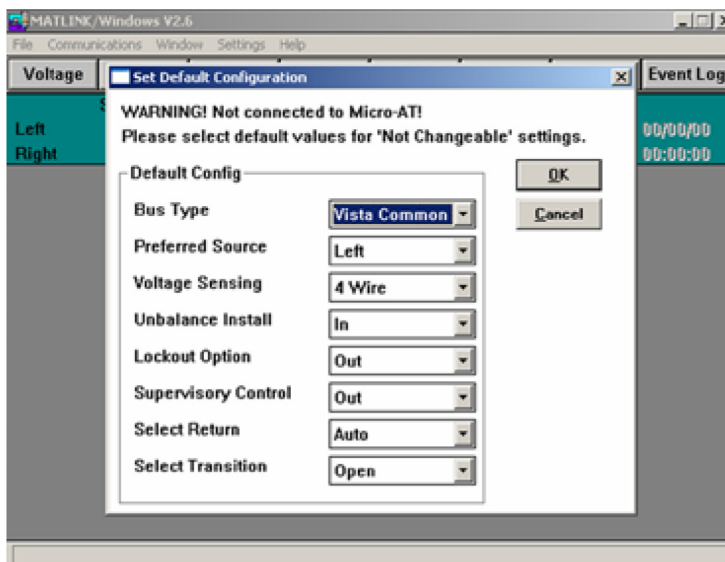 MATLINK/Windows V2.6
File Communications Window Settings Help
Voltage
Event Log
Set Default Configuration
WARNING! Not connected to Micro-AT!
Please select default values for 'Not Changeable' settings.
Left
Right
00/00/00
00:00:00
Default Config
OK
Cancel
Bus Type Vista Common
Preferred Source Left
Voltage Sensing 4 Wire
Unbalance Install In
Lockout Option Out
Supervisory Control Out
Select Return Auto
Select Transition Open